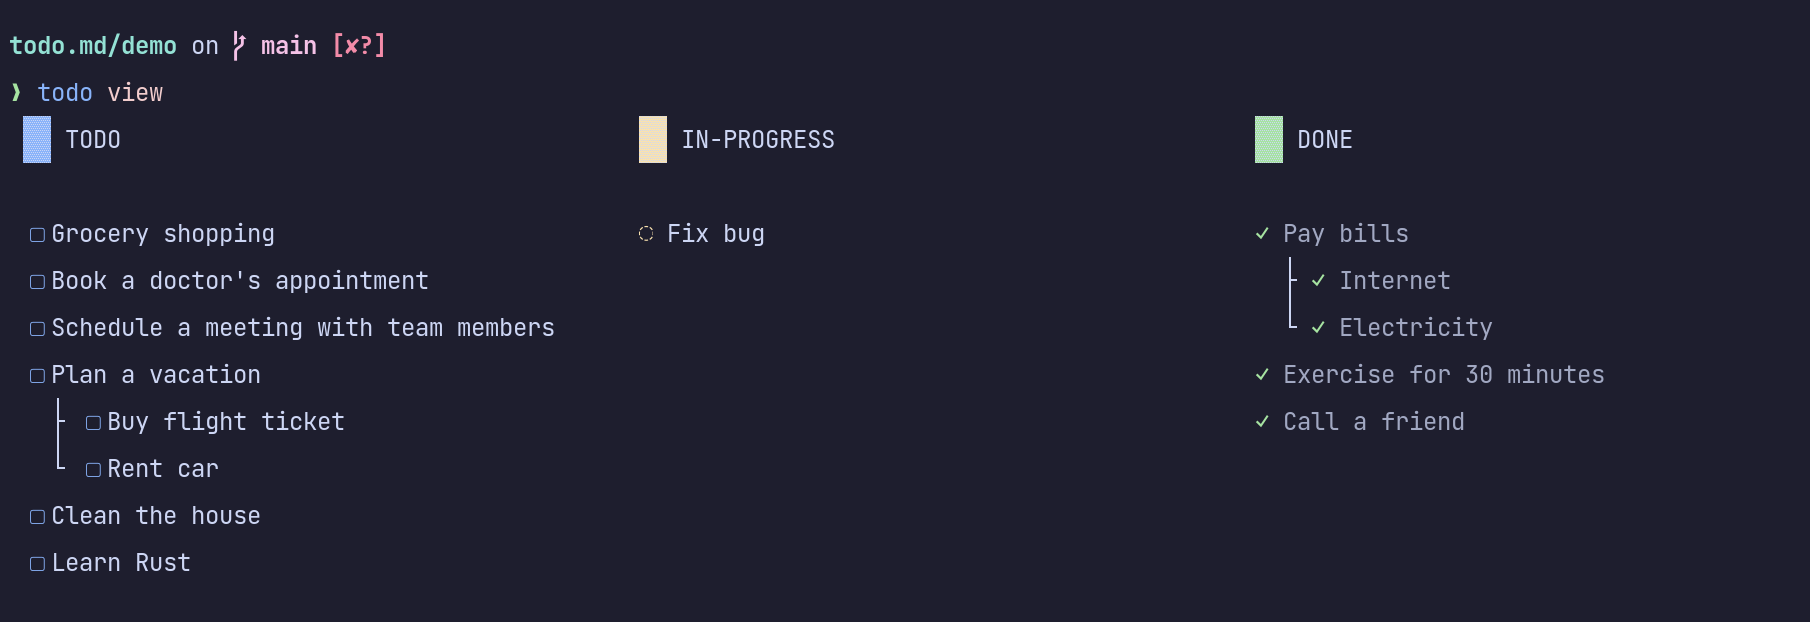 todo.md/demo on main [✘?]
❱ todo view
TODO
Grocery shopping
Book a doctor's appointment
Schedule a meeting with team members
Plan a vacation
Buy flight ticket
Rent car
Clean the house
Learn Rust
IN-PROGRESS
Fix bug
DONE
✓ Pay bills
✓ Internet
✓ Electricity
✓ Exercise for 30 minutes
✓ Call a friend